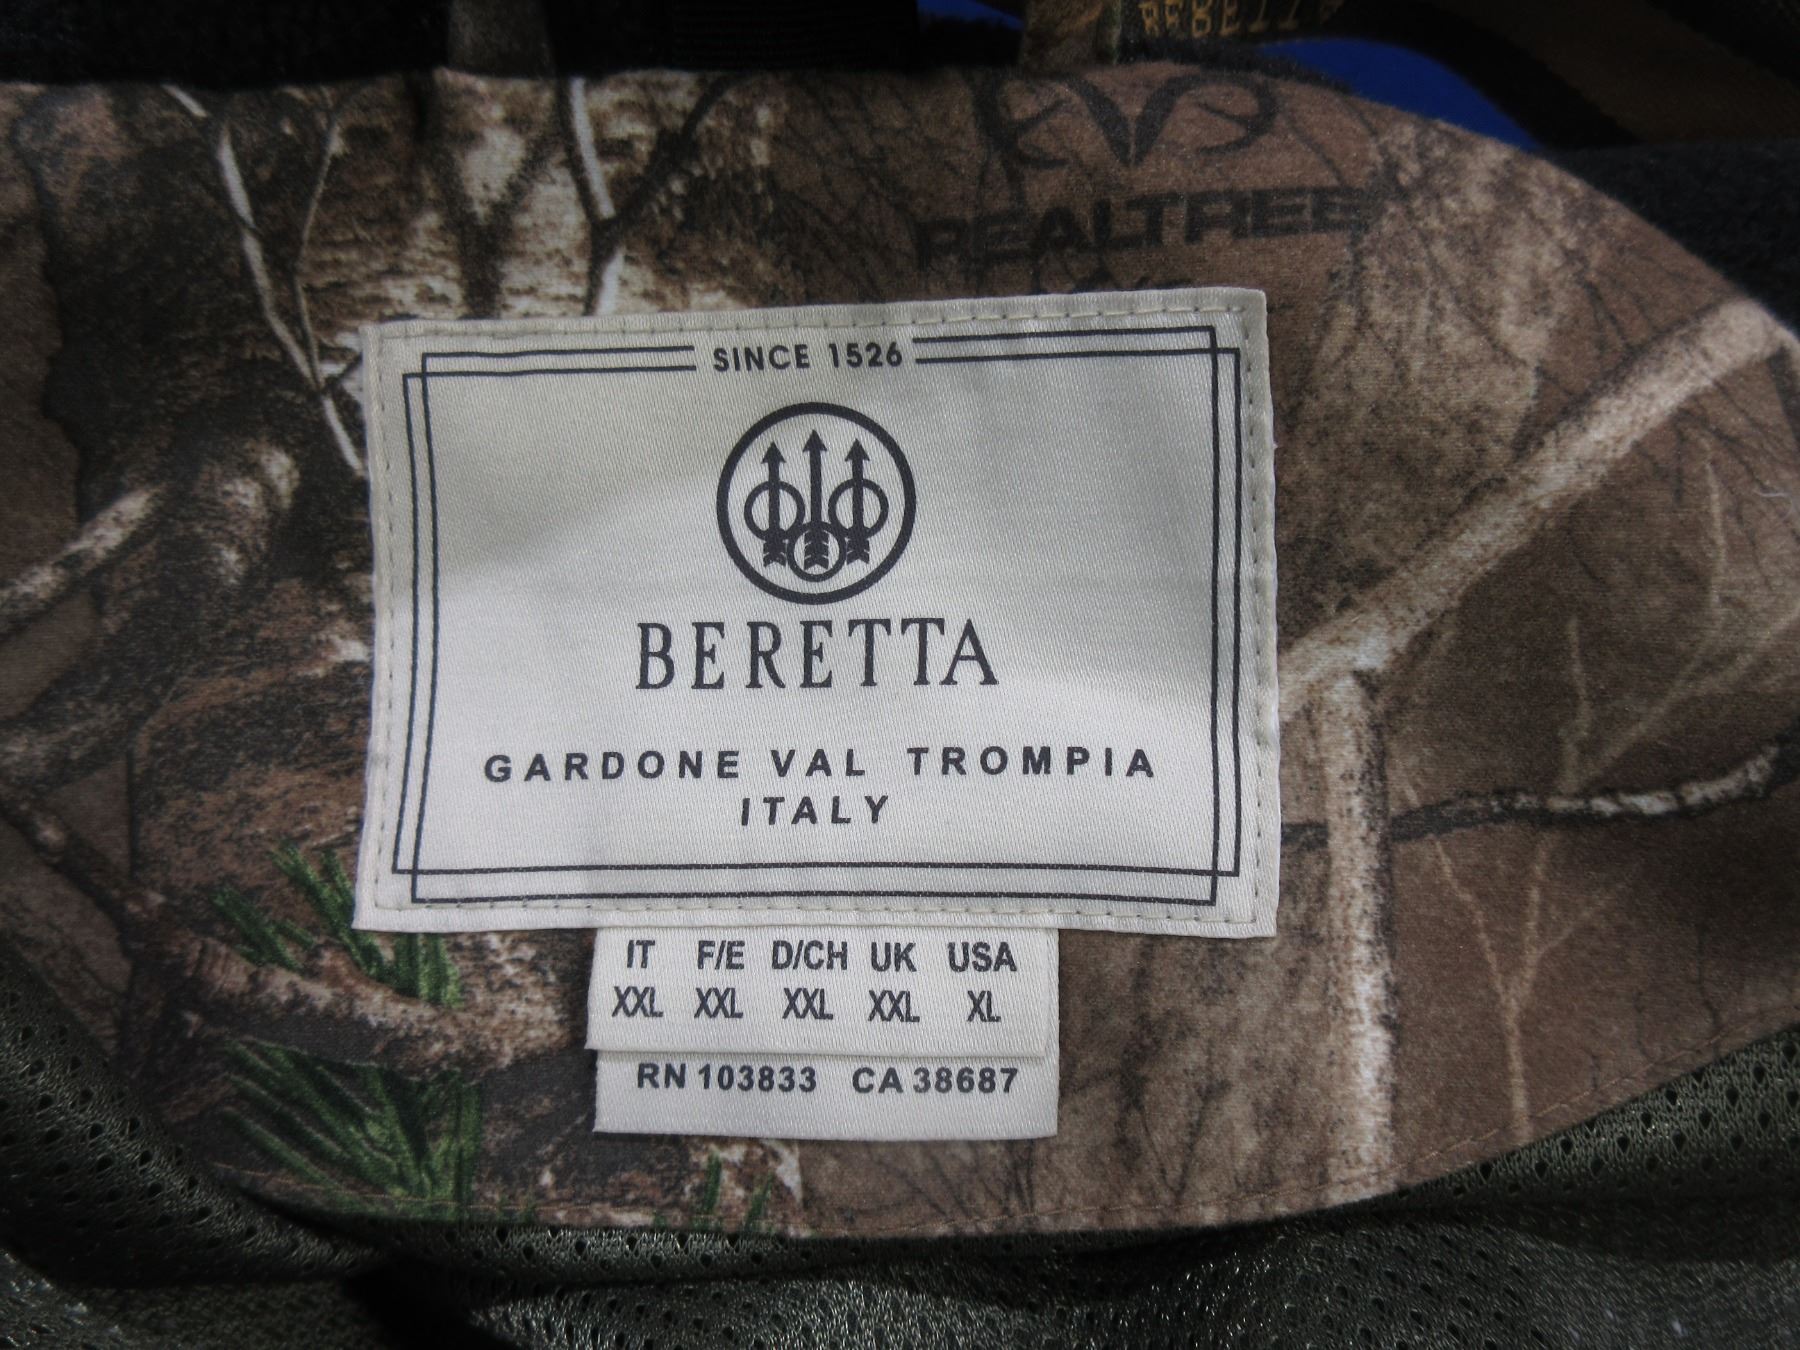 BERETTA
REALTREE
SINCE 1526
BERETTA
GARDONE VAL TROMPIA
ITALY
IT F/E D/CH UK USA
XXL XXL XXL XXL XL
RN 103833 CA 38687